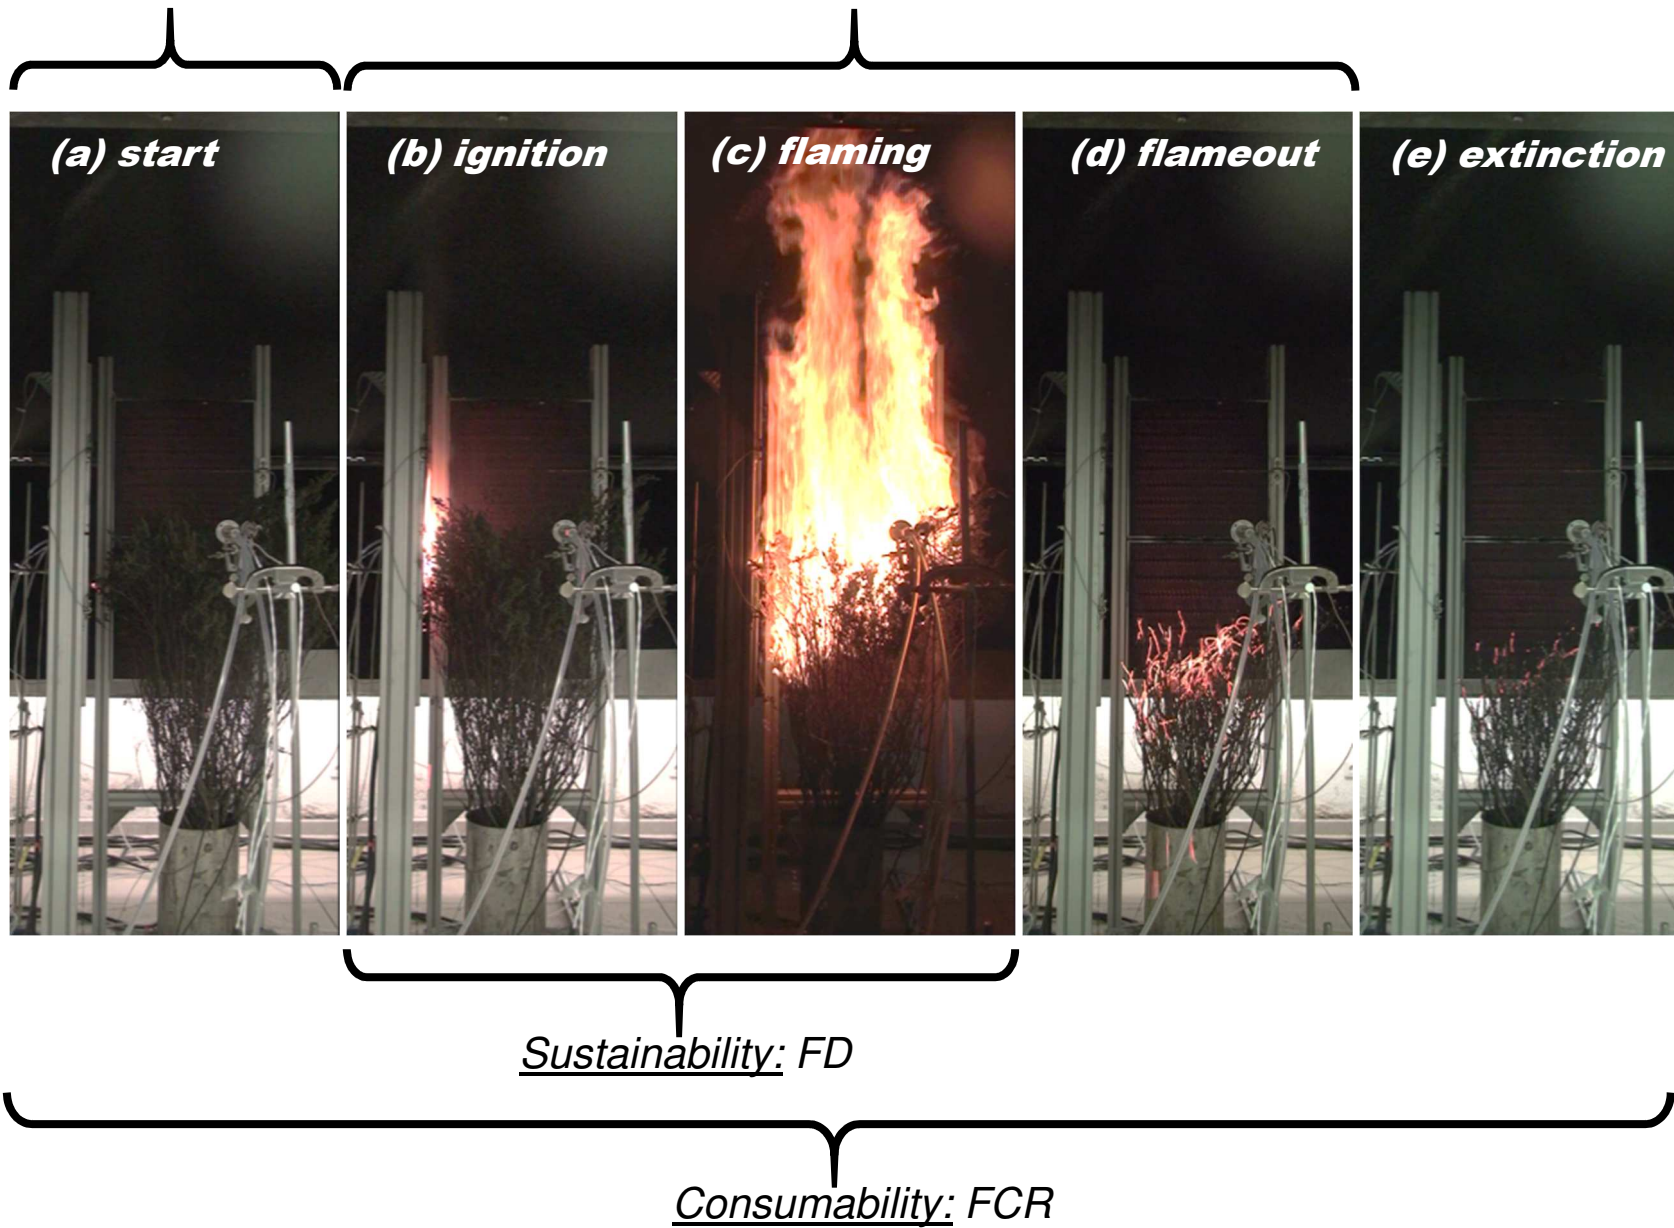 (a) start
(b) ignition
(c) flaming
(d) flameout
(e) extinction
Sustainability: FD
Consumability: FCR